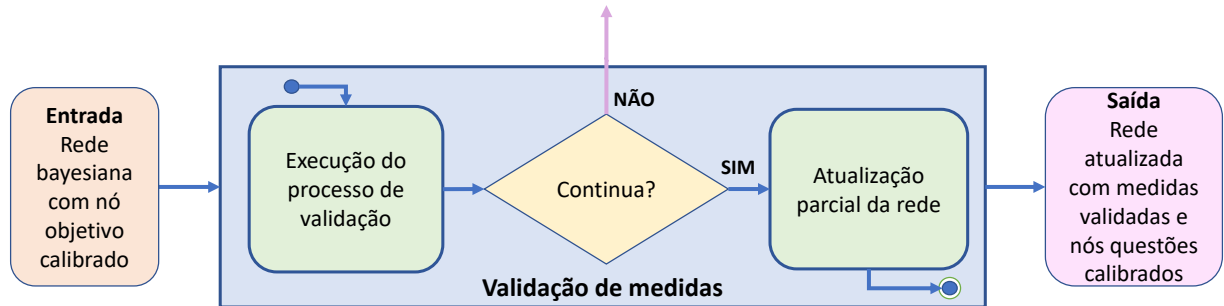 Entrada
Rede
bayesiana
com nó
objetivo
calibrado
Execução do
processo de
validação
NÃO
Continua?
SIM
Atualização
parcial da rede
Validação de medidas
Saída
Rede
atualizada
com medidas
validadas e
nós questões
calibrados